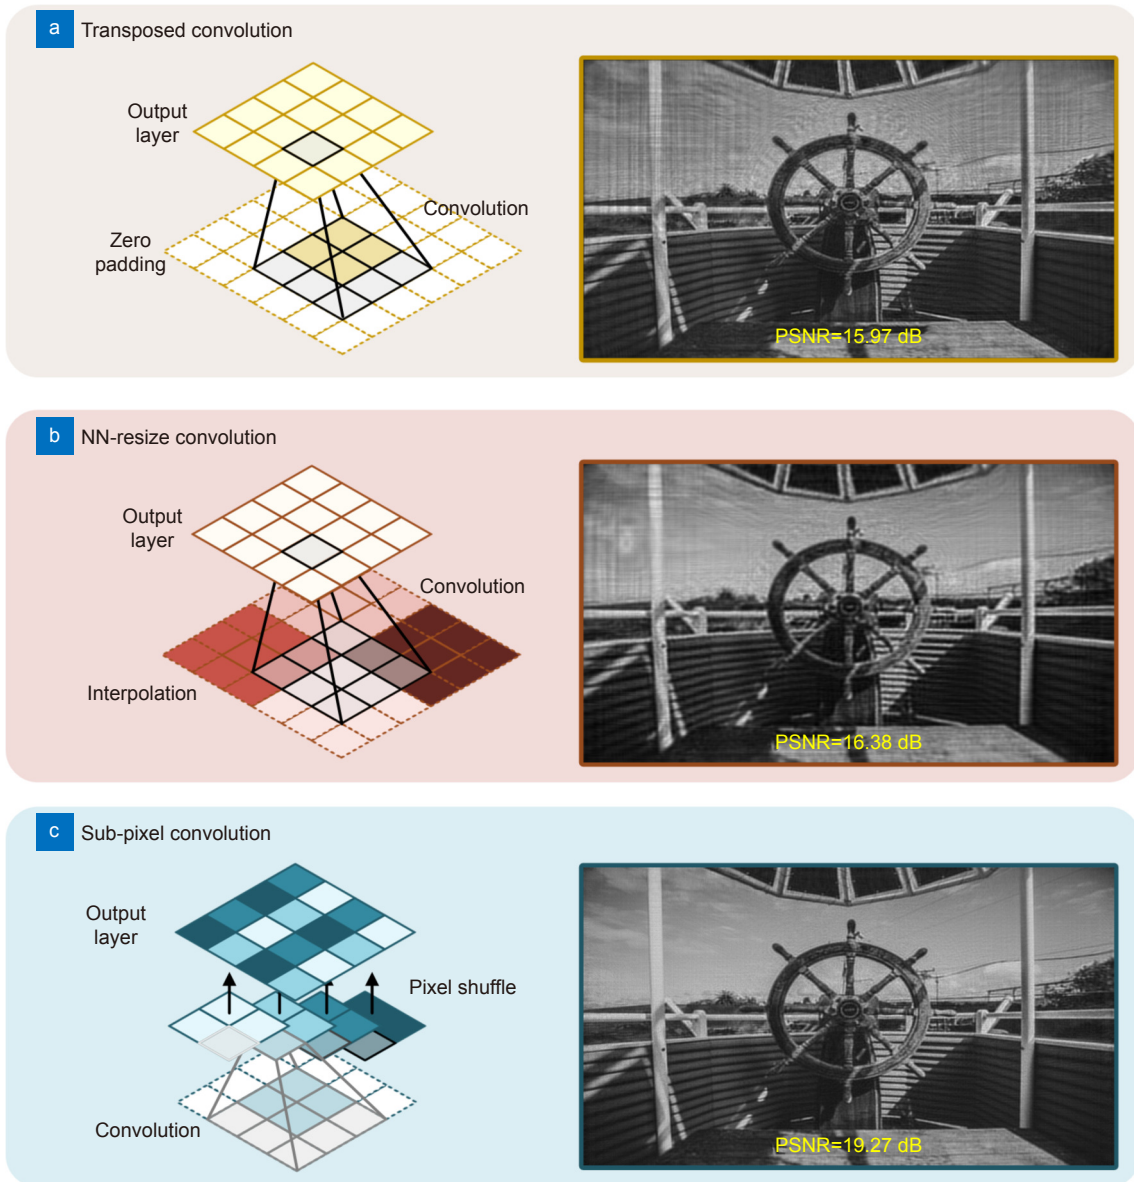 a Transposed convolution
Output
layer
Convolution
Zero
padding
PSNR=15.97 dB
b NN-resize convolution
Output
layer
Convolution
Interpolation
PSNR=16.38 dB
c Sub-pixel convolution
Output
layer
Pixel shuffle
Convolution
PSNR=19.27 dB